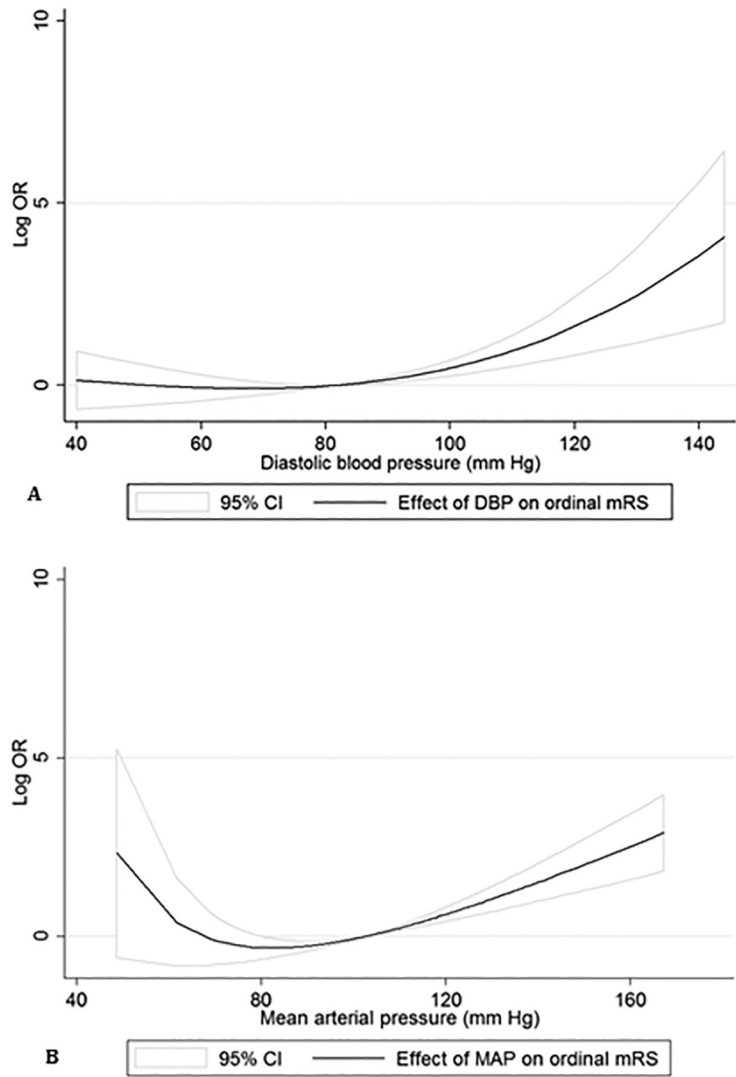 10
5
0
Log OR
40 60 80 100 120 140
Diastolic blood pressure (mm Hg)
A
95% CI Effect of DBP on ordinal mRS
10
5
0
Log OR
40 80 120 160
Mean arterial pressure (mm Hg)
B
95% CI Effect of MAP on ordinal mRS